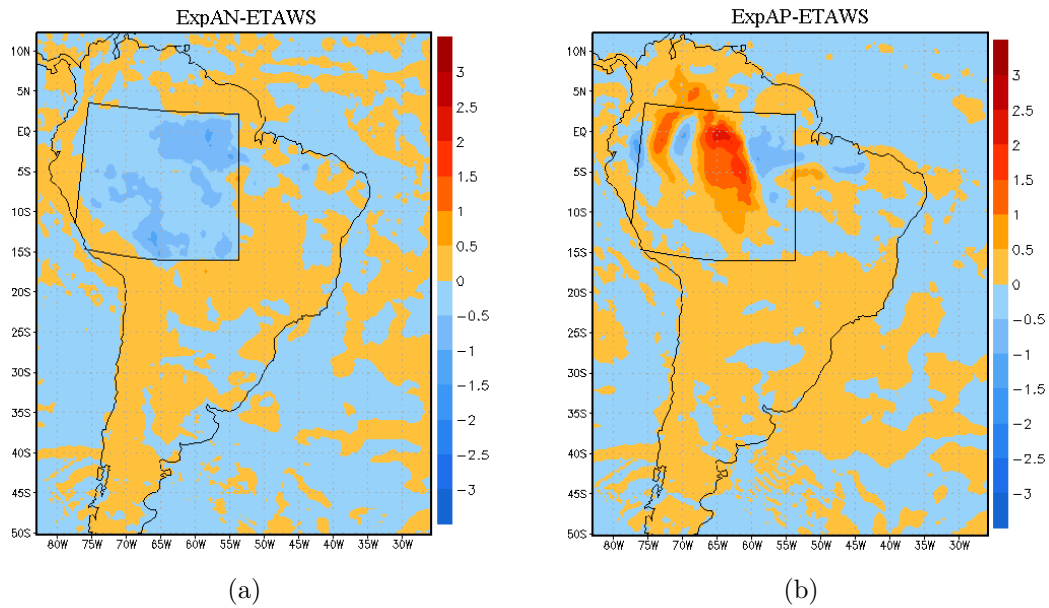 ExpAN-ETAWS
10N
5N
EQ
5S
10S
15S
20S
25S
30S
35S
40S
45S
50S
80W 75W 70W 65W 60W 55W 50W 45W 40W 35W 30W
3
2.5
2
1.5
1
0.5
0
−0.5
−1
−1.5
−2
−2.5
−3
(a)
ExpAP-ETAWS
10N
5N
EQ
5S
10S
15S
20S
25S
30S
35S
40S
45S
50S
80W 75W 70W 65W 60W 55W 50W 45W 40W 35W 30W
3
2.5
2
1.5
1
0.5
0
−0.5
−1
−1.5
−2
−2.5
−3
(b)